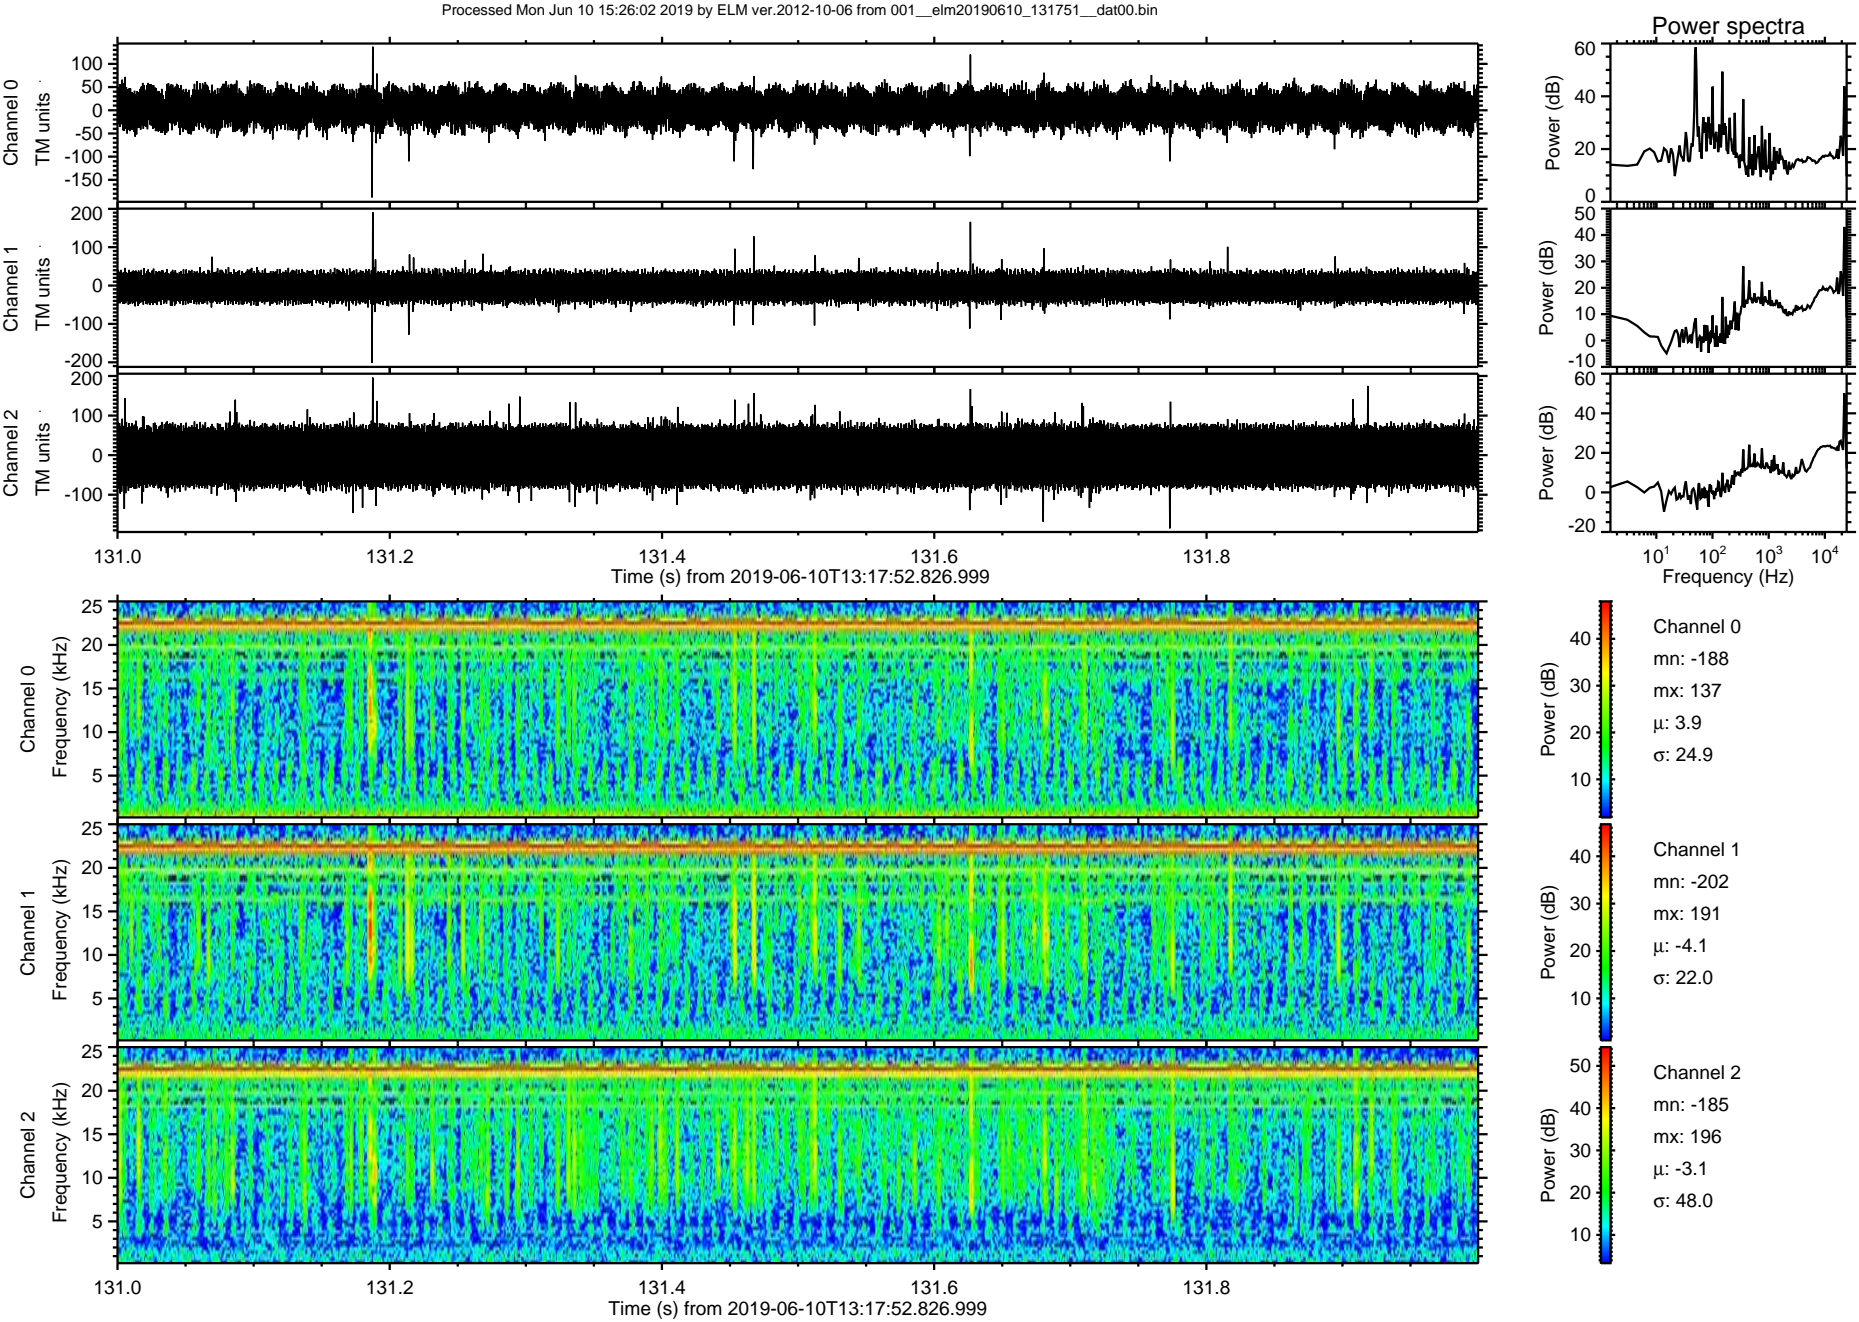 Processed Mon Jun 10 15:26:02 2019 by ELM ver.2012-10-06 from 001__elm20190610_131751__dat00.bin
Power spectra
Channel 0
TM units
100
50
0
-50
-100
-150
Power (dB)
60
40
20
0
Channel 1
TM units
200
100
0
-100
-200
Power (dB)
50
40
30
20
10
0
-10
Channel 2
TM units
200
100
0
-100
Power (dB)
60
40
20
0
-20
131.0 131.2 131.4 131.6 131.8
Time (s) from 2019-06-10T13:17:52.826.999
10^1 10^2 10^3 10^4
Frequency (Hz)
Channel 0
Frequency (kHz)
25
20
15
10
5
Power (dB)
40
30
20
10
Channel 0
mn: -188
mx: 137
μ: 3.9
σ: 24.9
Channel 1
Frequency (kHz)
25
20
15
10
5
Power (dB)
40
30
20
10
Channel 1
mn: -202
mx: 191
μ: -4.1
σ: 22.0
Channel 2
Frequency (kHz)
25
20
15
10
5
Power (dB)
50
40
30
20
10
Channel 2
mn: -185
mx: 196
μ: -3.1
σ: 48.0
131.0 131.2 131.4 131.6 131.8
Time (s) from 2019-06-10T13:17:52.826.999